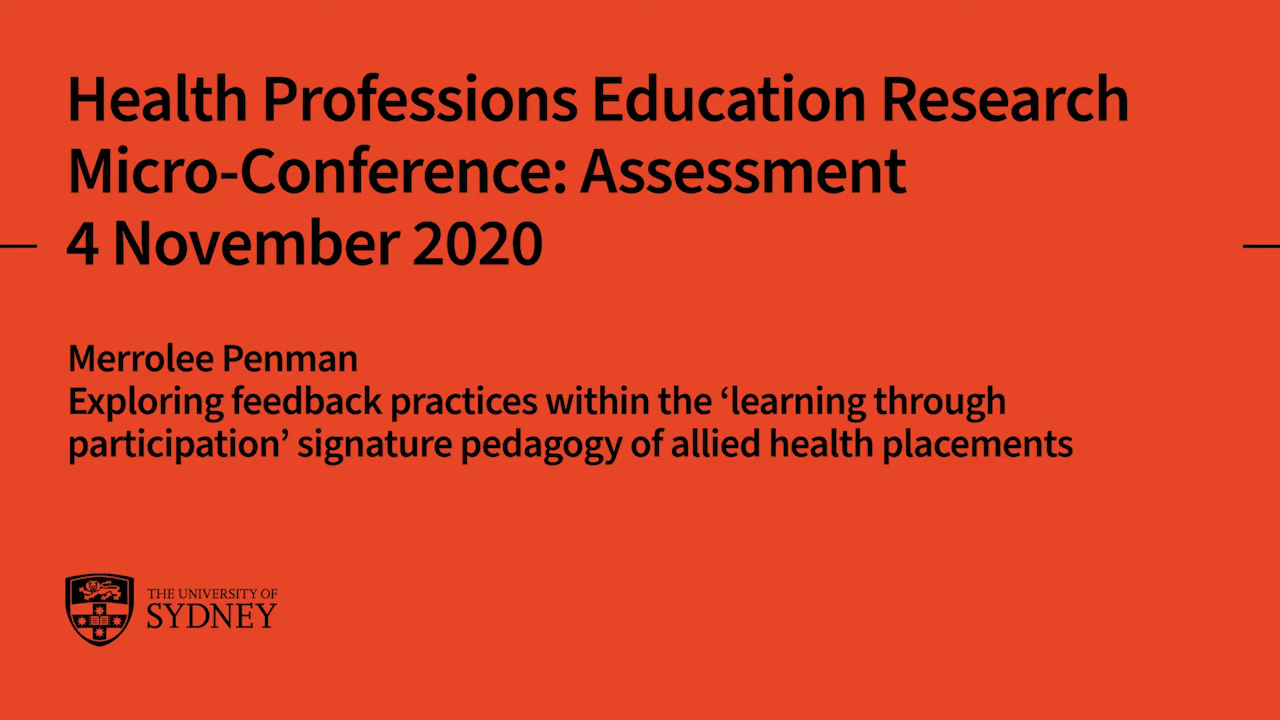 Health Professions Education Research
Micro-Conference: Assessment
4 November 2020
Merrolee Penman
Exploring feedback practices within the ‘learning through
participation’ signature pedagogy of allied health placements
THE UNIVERSITY OF
SYDNEY